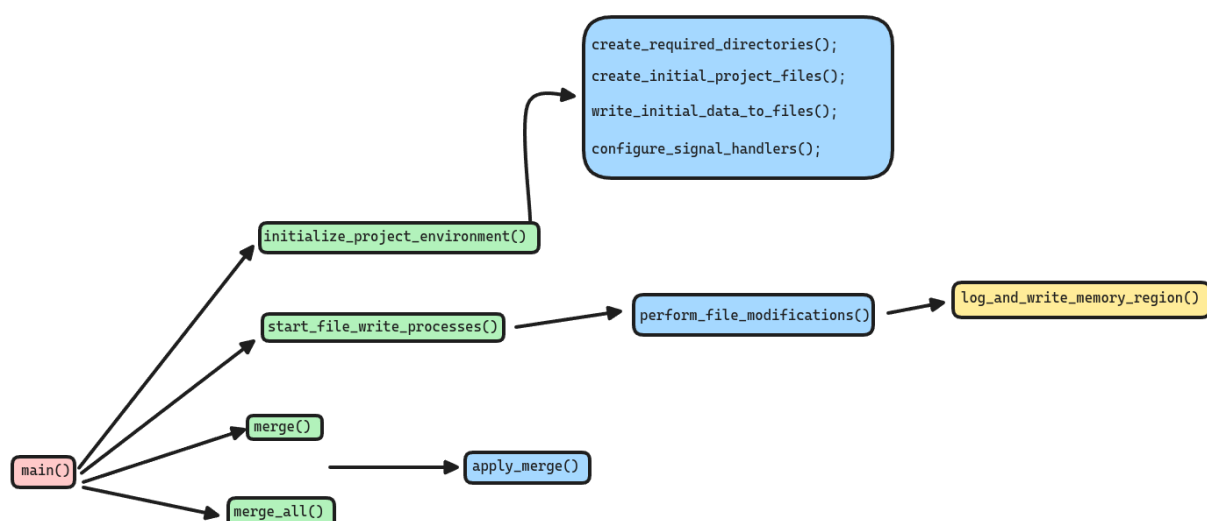 create_required_directories();
create_initial_project_files();
write_initial_data_to_files();
configure_signal_handlers();
initialize_project_environment()
log_and_write_memory_region()
perform_file_modifications()
start_file_write_processes()
merge()
main()
apply_merge()
merge_all()